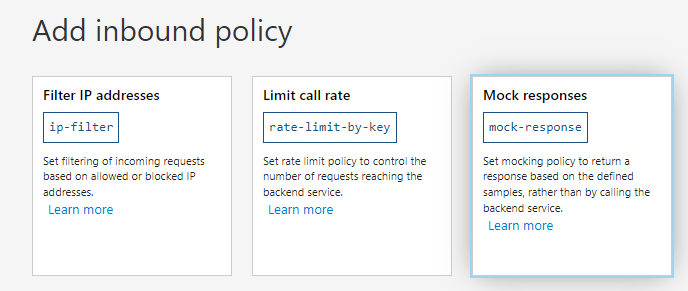 Add inbound policy
Filter IP addresses
ip-filter
Set filtering of incoming requests
based on allowed or blocked IP
addresses.
Learn more
Limit call rate
rate-limit-by-key
Set rate limit policy to control the
number of requests reaching the
backend service.
Learn more
Mock responses
mock-response
Set mocking policy to return a
response based on the defined
samples, rather than by calling the
backend service.
Learn more